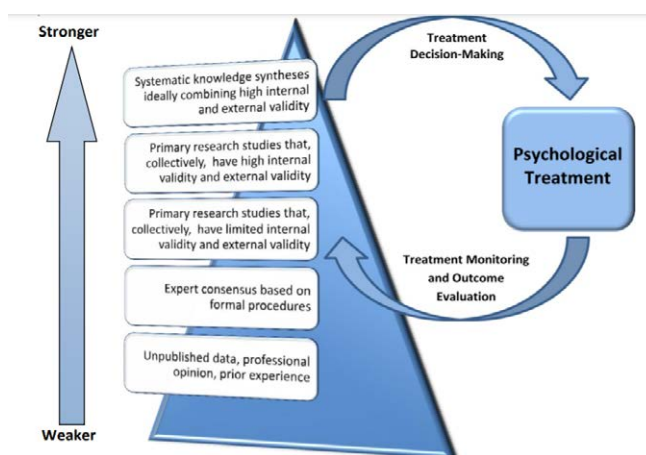 Stronger
Systematic knowledge syntheses
ideally combining high internal
and external validity
Primary research studies that,
collectively, have high internal
validity and external validity
Primary research studies that,
collectively, have limited internal
validity and external validity
Expert consensus based on
formal procedures
Unpublished data, professional
opinion, prior experience
Weaker
Treatment
Decision-Making
Psychological
Treatment
Treatment Monitoring
and Outcome
Evaluation